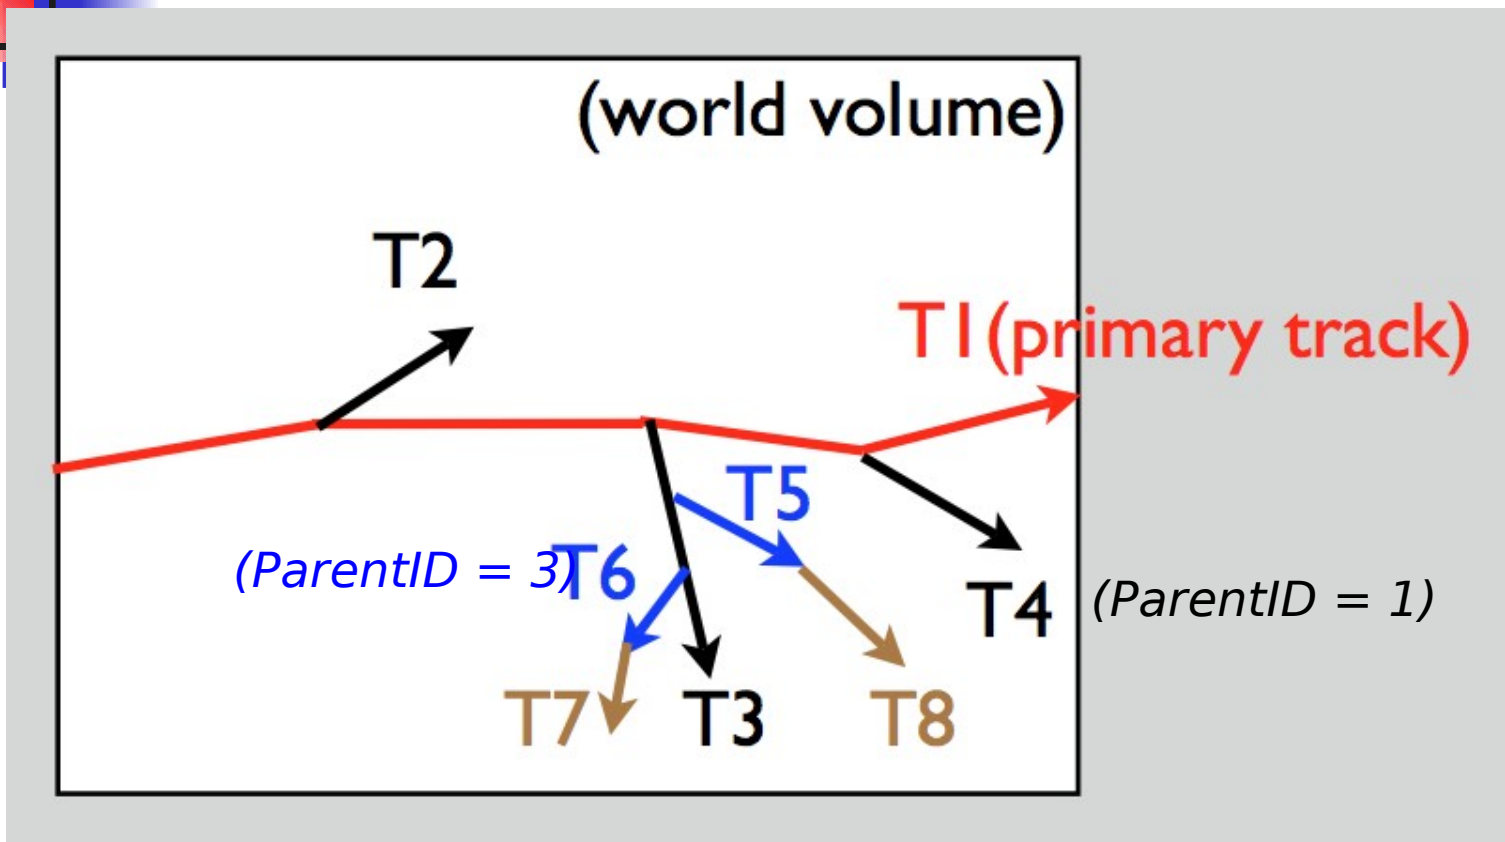 (world volume)
T2
T1(primary track)
T5
(ParentID = 3)
T6
T4
(ParentID = 1)
T7
T3
T8